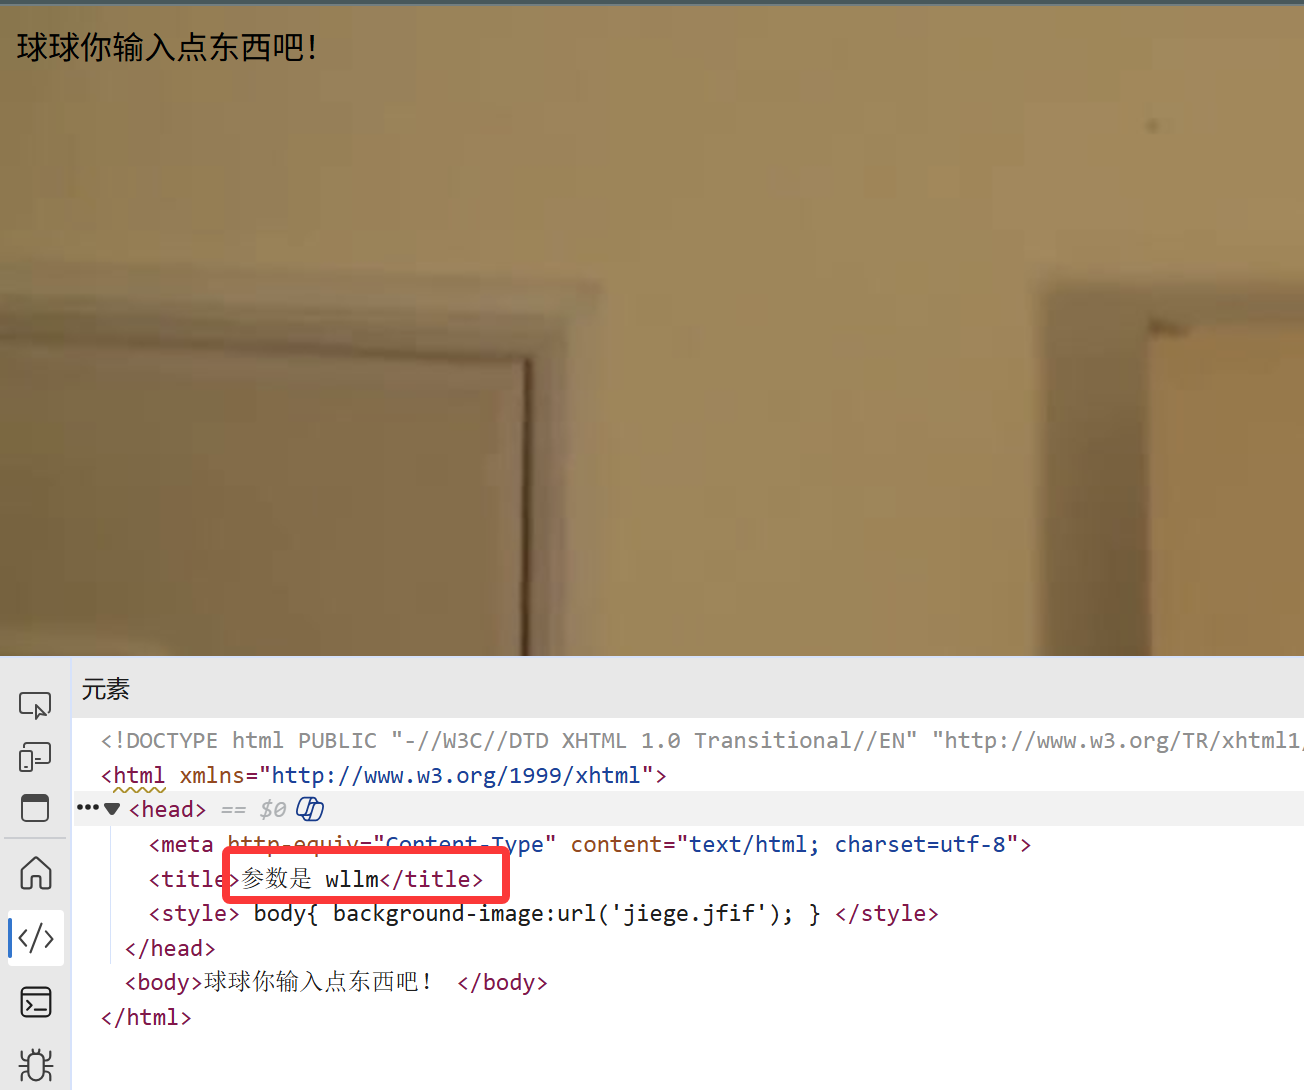 球球你输入点东西吧！
元素
<!DOCTYPE html PUBLIC "-//W3C//DTD XHTML 1.0 Transitional//EN" "http://www.w3.org/TR/xhtml1/
<html xmlns="http://www.w3.org/1999/xhtml">
<head> == $0
<meta http-equiv="Content-Type" content="text/html; charset=utf-8">
<title>参数是 wllm</title>
<style> body{ background-image:url('jiege.jfif'); } </style>
</head>
<body>球球你输入点东西吧！ </body>
</html>